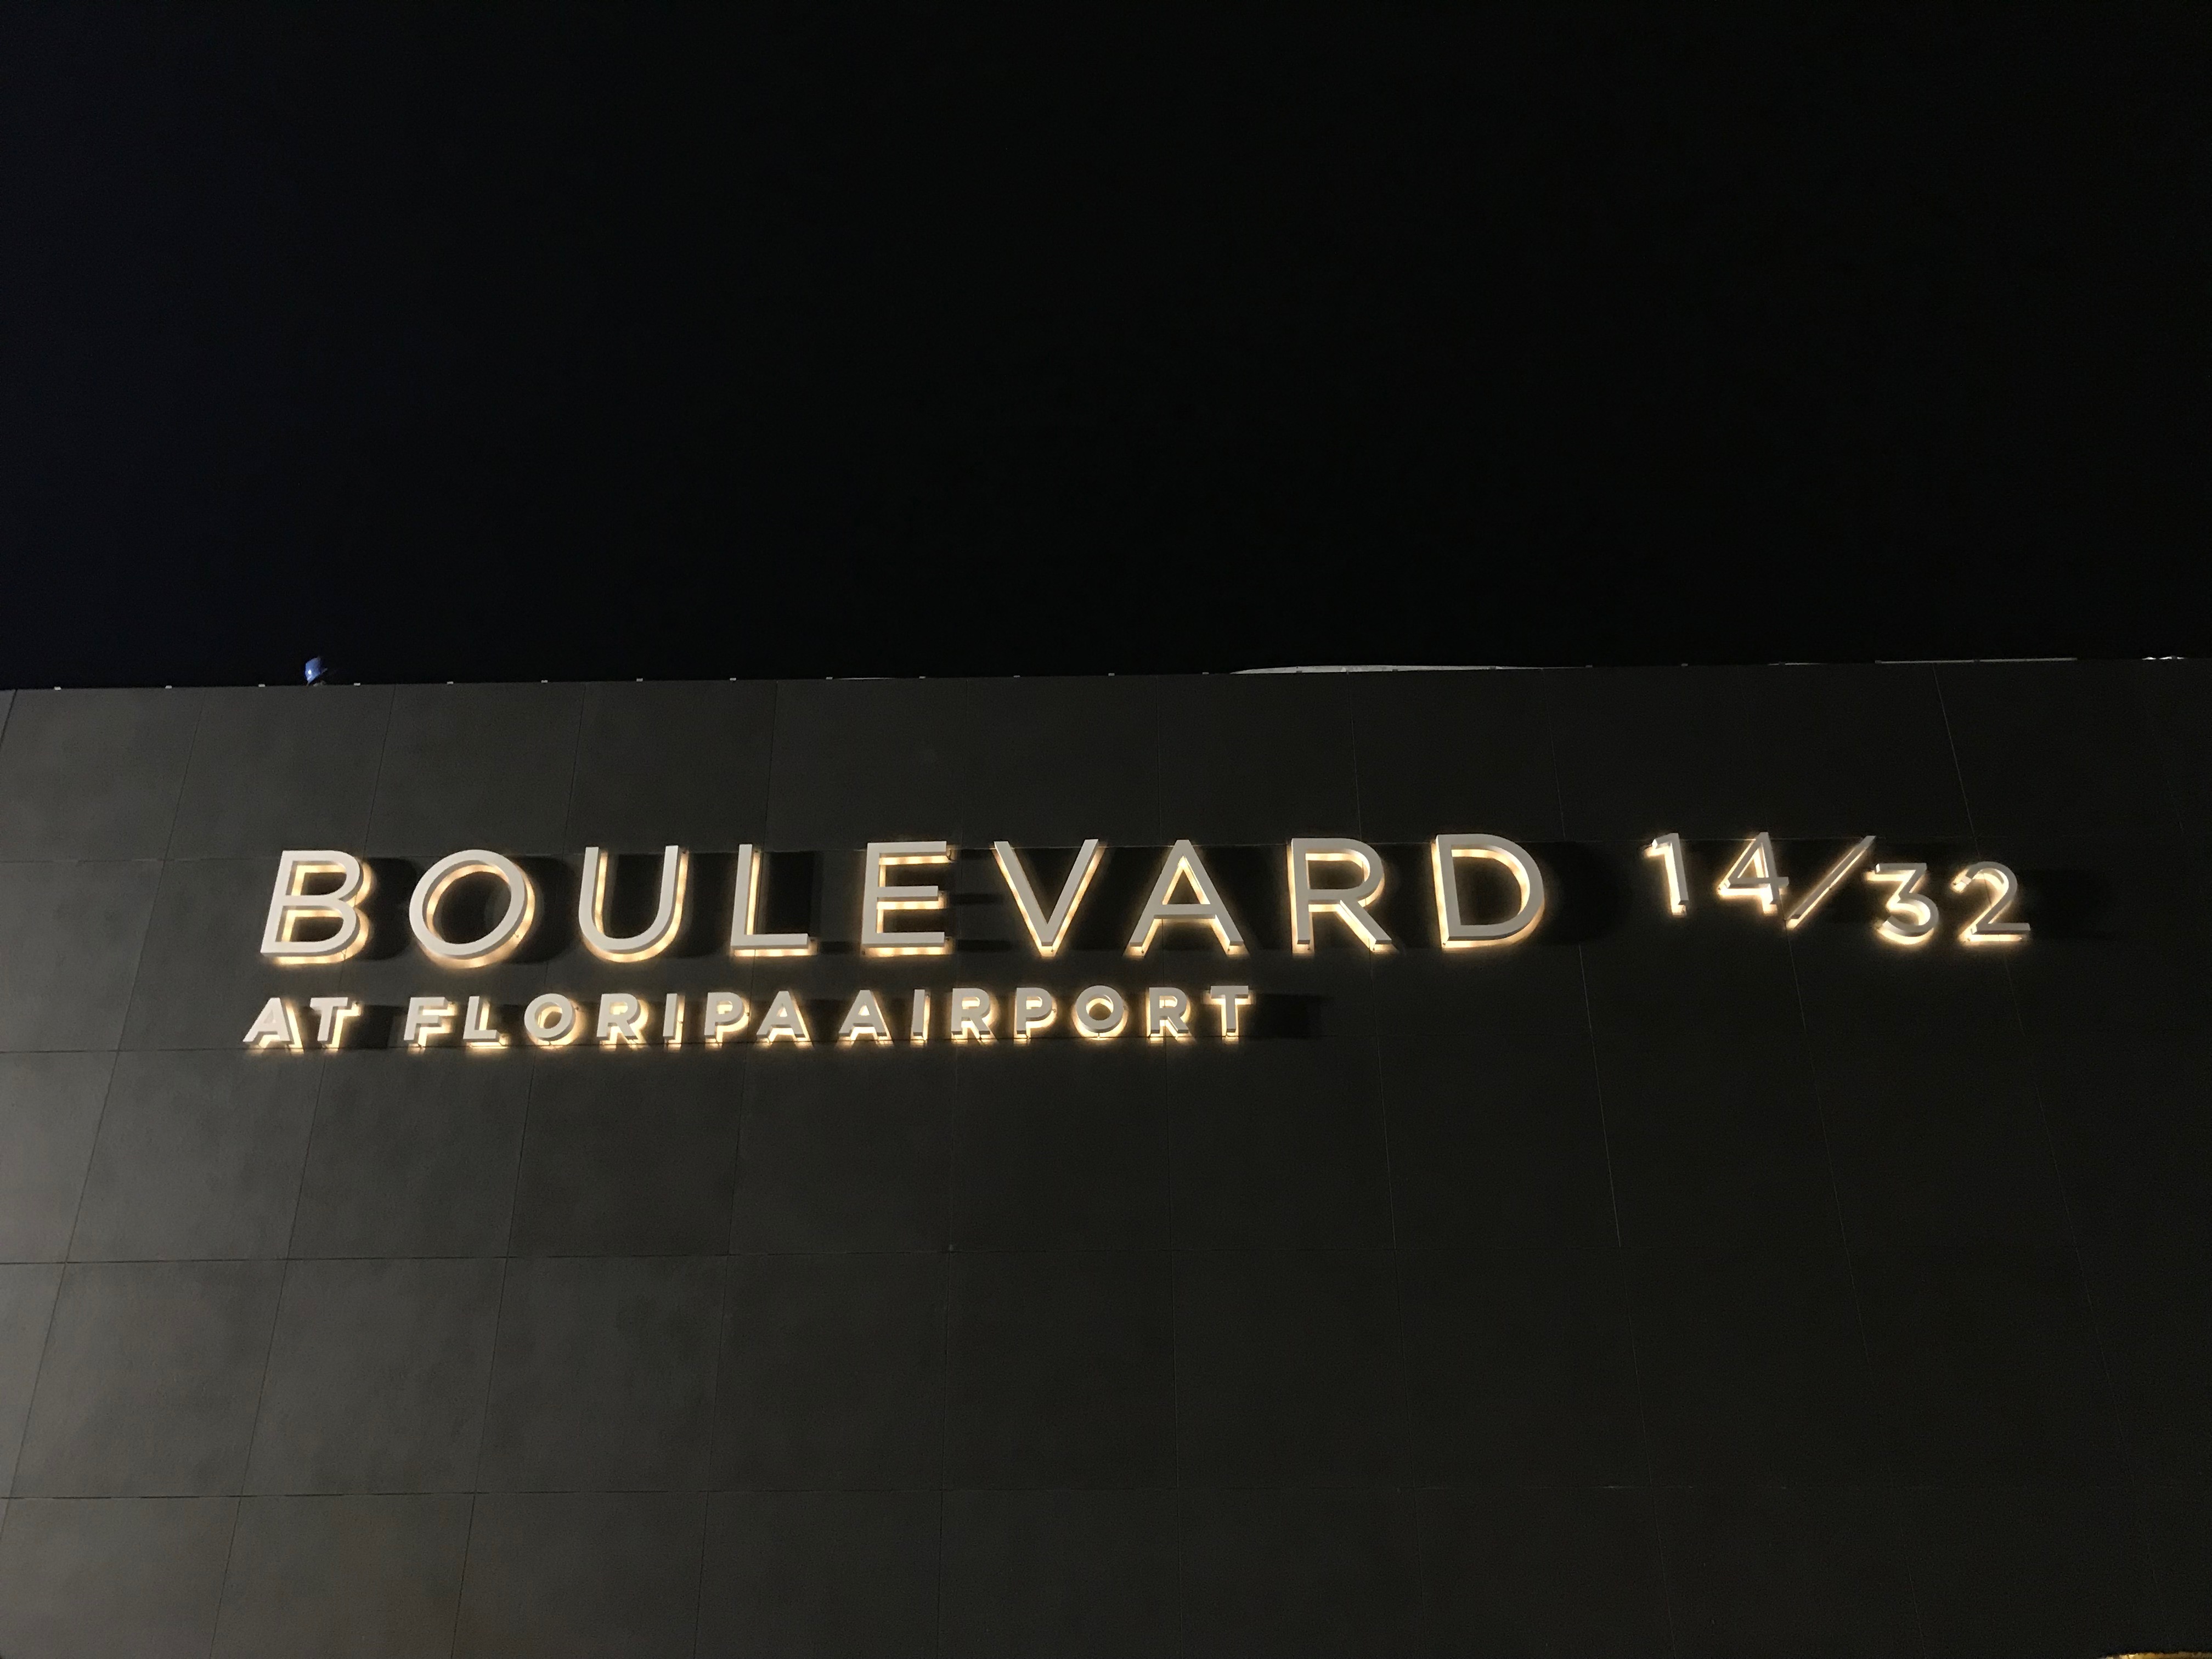 BOULEVARD 14/32
AT FLORIPA AIRPORT